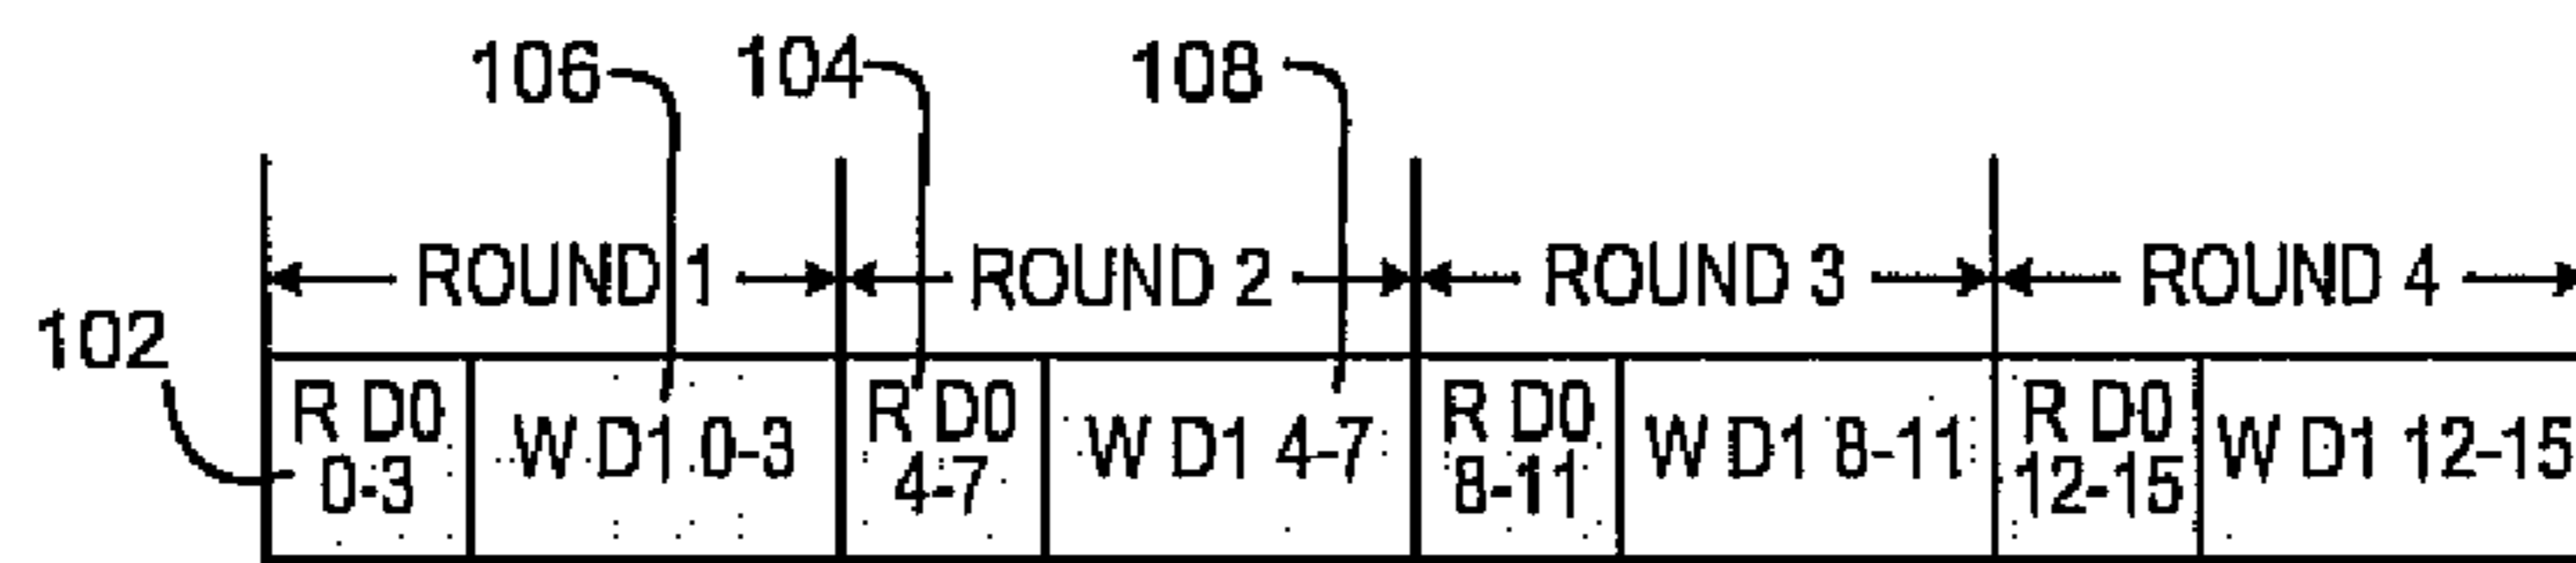 106 104 108
ROUND 1 ROUND 2 ROUND 3 ROUND 4
102
R D0 0-3 W D1 0-3 R D0 4-7 W D1 4-7 R D0 8-11 W D1 8-11 R D0 12-15 W D1 12-15